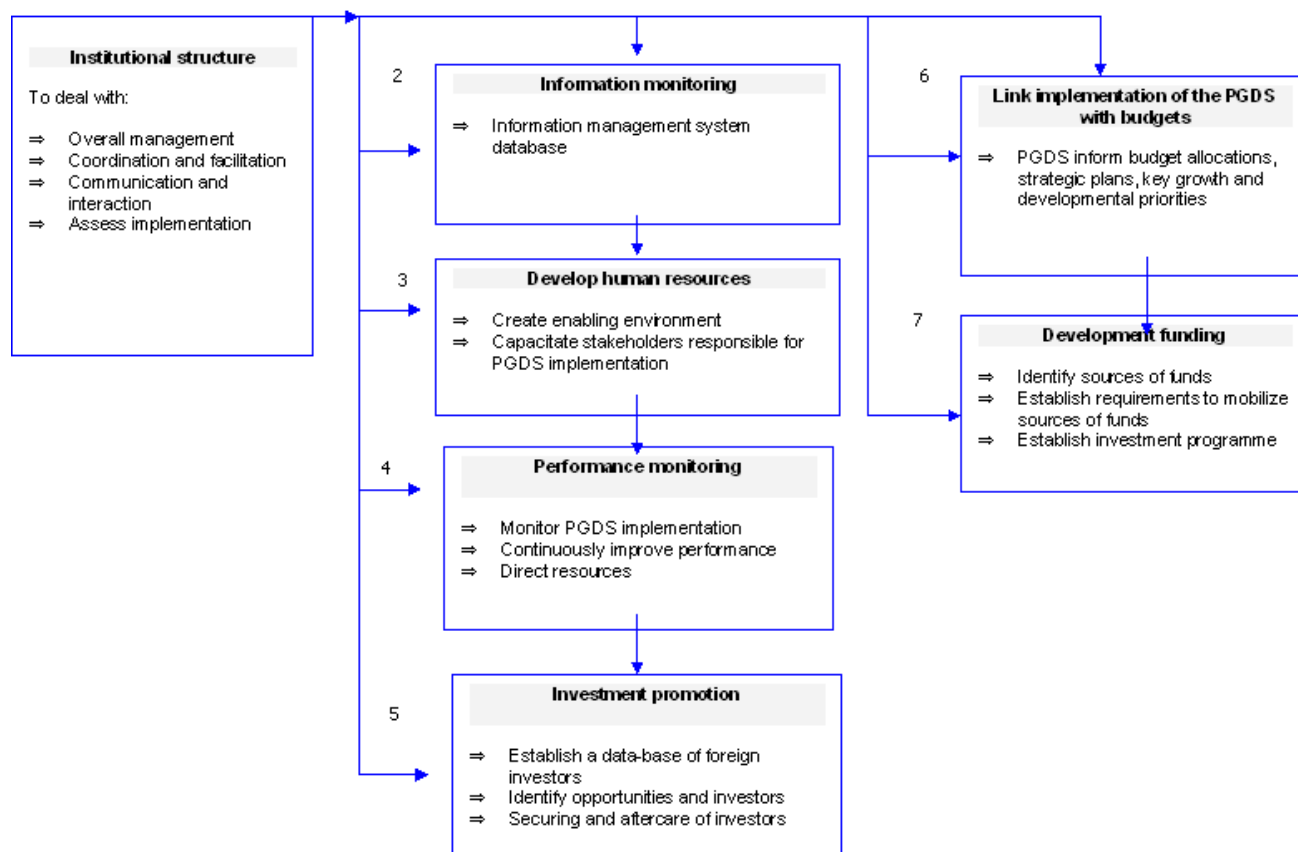 Institutional structure
To deal with:
⇒ Overall management
⇒ Coordination and facilitation
⇒ Communication and
interaction
⇒ Assess implementation
2
Information monitoring
⇒ Information management system
database
3
Develop human resources
⇒ Create enabling environment
⇒ Capacitate stakeholders responsible for
PGDS implementation
4
Performance monitoring
⇒ Monitor PGDS implementation
⇒ Continuously improve performance
⇒ Direct resources
5
Investment promotion
⇒ Establish a data-base of foreign
investors
⇒ Identify opportunities and investors
⇒ Securing and aftercare of investors
6
Link implementation of the PGDS
with budgets
⇒ PGDS inform budget allocations,
strategic plans, key growth and
developmental priorities
7
Development funding
⇒ Identify sources of funds
⇒ Establish requirements to mobilize
sources of funds
⇒ Establish investment programme